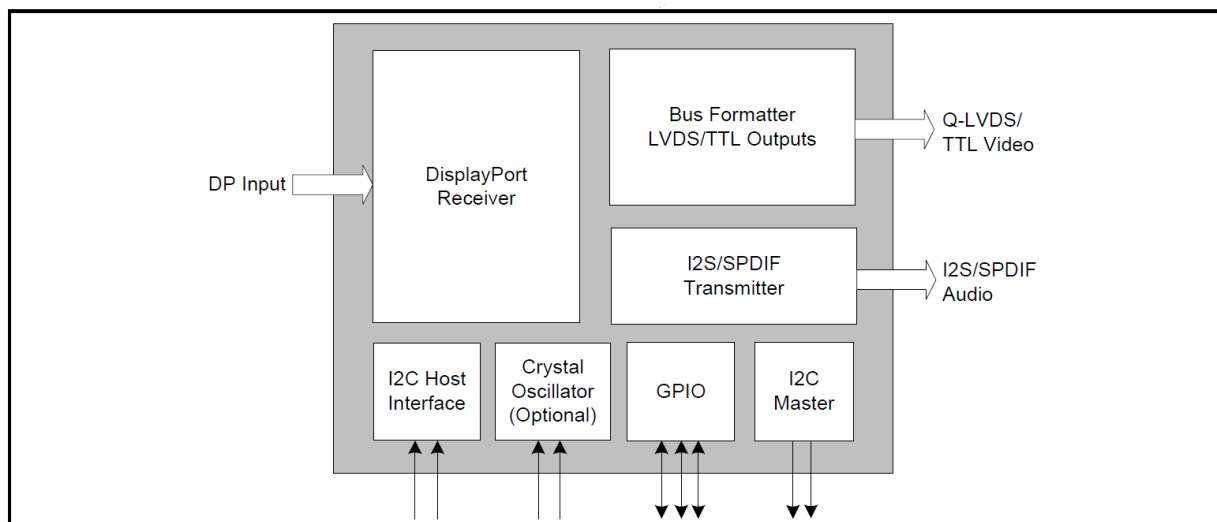 DP Input
DisplayPort
Receiver
Bus Formatter
LVDS/TTL Outputs
Q-LVDS/
TTL Video
I2S/SPDIF
Transmitter
I2S/SPDIF
Audio
I2C Host
Interface
Crystal
Oscillator
(Optional)
GPIO
I2C
Master